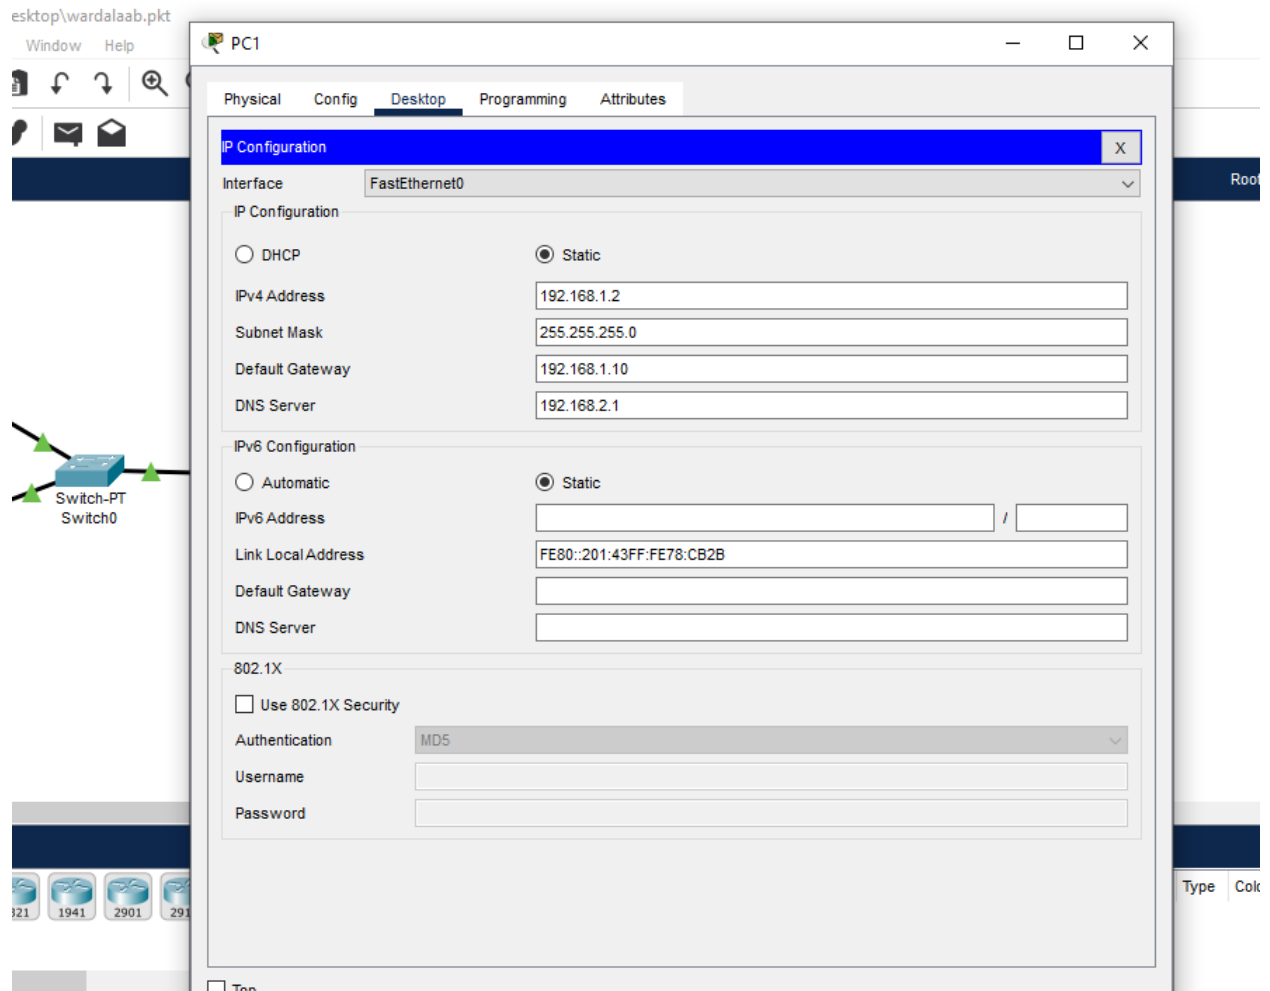 esktop\wardalaab.pkt
Window Help
PC1
Physical Config Desktop Programming Attributes
IP Configuration X
Interface FastEthernet0
IP Configuration
DHCP Static
IPv4 Address 192.168.1.2
Subnet Mask 255.255.255.0
Default Gateway 192.168.1.10
DNS Server 192.168.2.1
IPv6 Configuration
Automatic Static
IPv6 Address /
Link Local Address FE80::201:43FF:FE78:CB2B
Default Gateway
DNS Server
802.1X
Use 802.1X Security
Authentication MD5
Username
Password
Top
Switch-PT
Switch0
Root
321 1941 2901 291
Type Colo